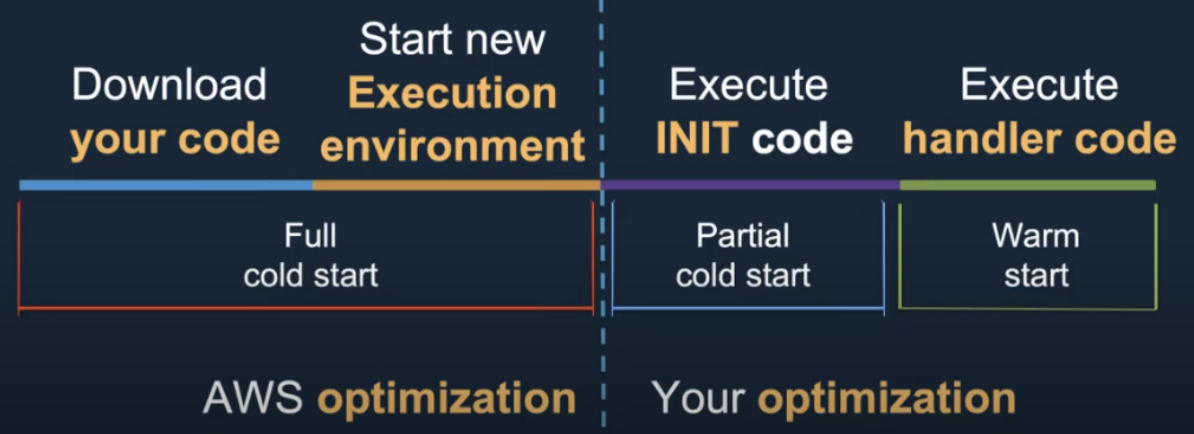 Download
your code
Start new
Execution
environment
Execute
INIT code
Execute
handler code
Full
cold start
Partial
cold start
Warm
start
AWS optimization
Your optimization